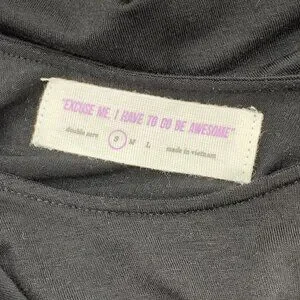 "EXCUSE ME. I HAVE TO GO BE AWESOME"
double zero S M L made in vietnam